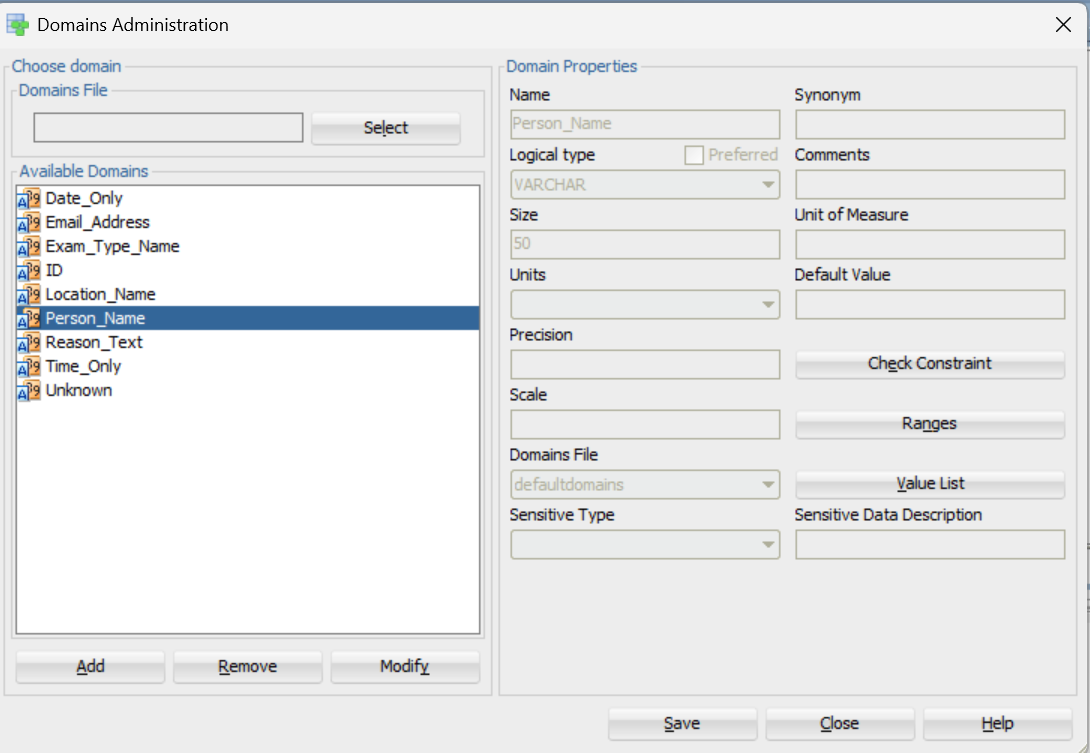 Domains Administration
Choose domain
Domains File
Select
Available Domains
Date_Only
Email_Address
Exam_Type_Name
ID
Location_Name
Person_Name
Reason_Text
Time_Only
Unknown
Add
Remove
Modify
Domain Properties
Name
Synonym
Person_Name
Logical type
Preferred
Comments
VARCHAR
Size
Unit of Measure
50
Units
Default Value
Precision
Check Constraint
Scale
Ranges
Domains File
defaultdomains
Value List
Sensitive Type
Sensitive Data Description
Save
Close
Help